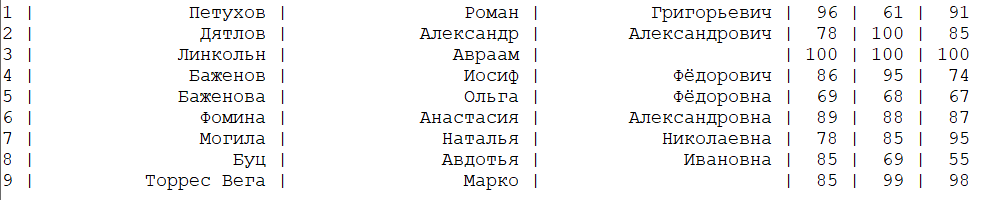 1 | Петухов | Роман | Григорьевич | 96 | 61 | 91
2 | Дятлов | Александр | Александрович | 78 | 100 | 85
3 | Линкольн | Авраам | | 100 | 100 | 100
4 | Баженов | Иосиф | Фёдорович | 86 | 95 | 74
5 | Баженова | Ольга | Фёдоровна | 69 | 68 | 67
6 | Фомина | Анастасия | Александровна | 89 | 88 | 87
7 | Могила | Наталья | Николаевна | 78 | 85 | 95
8 | Буц | Авдотья | Ивановна | 85 | 69 | 55
9 | Торрес Вега | Марко | | 85 | 99 | 98